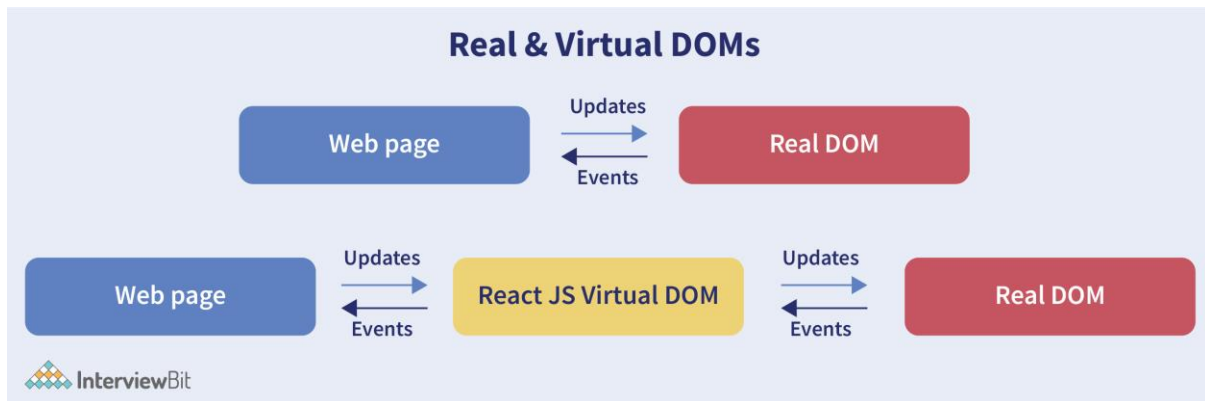 Real & Virtual DOMs
Updates
Web page
Real DOM
Events
Updates
Updates
Web page
React JS Virtual DOM
Real DOM
Events
Events
InterviewBit